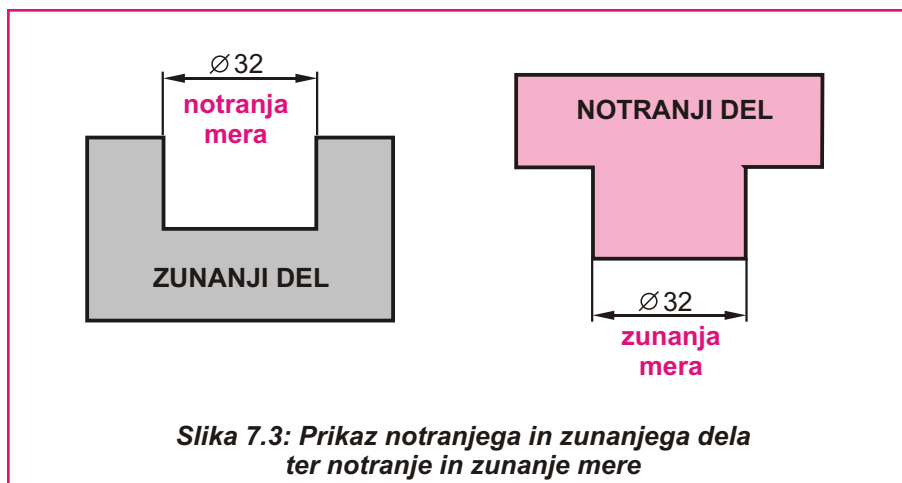 ⌀32
notranja
mera
ZUNANJI DEL
NOTRANJI DEL
⌀32
zunanja
mera
Slika 7.3: Prikaz notranjega in zunanjega dela
ter notranje in zunanje mere